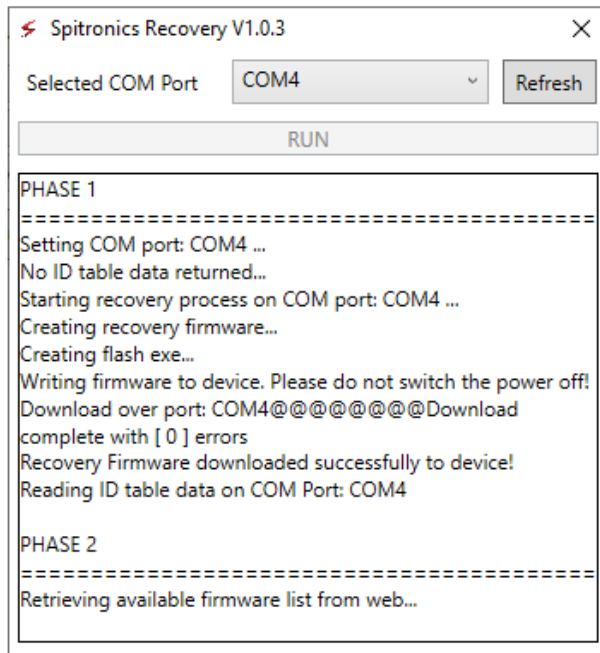 Spitronics Recovery V1.0.3
Selected COM Port COM4 Refresh
RUN
PHASE 1
=========================================
Setting COM port: COM4 ...
No ID table data returned...
Starting recovery process on COM port: COM4 ...
Creating recovery firmware...
Creating flash exe...
Writing firmware to device. Please do not switch the power off!
Download over port: COM4@@@@@@@@Download
complete with [ 0 ] errors
Recovery Firmware downloaded successfully to device!
Reading ID table data on COM Port: COM4
PHASE 2
=========================================
Retrieving available firmware list from web...